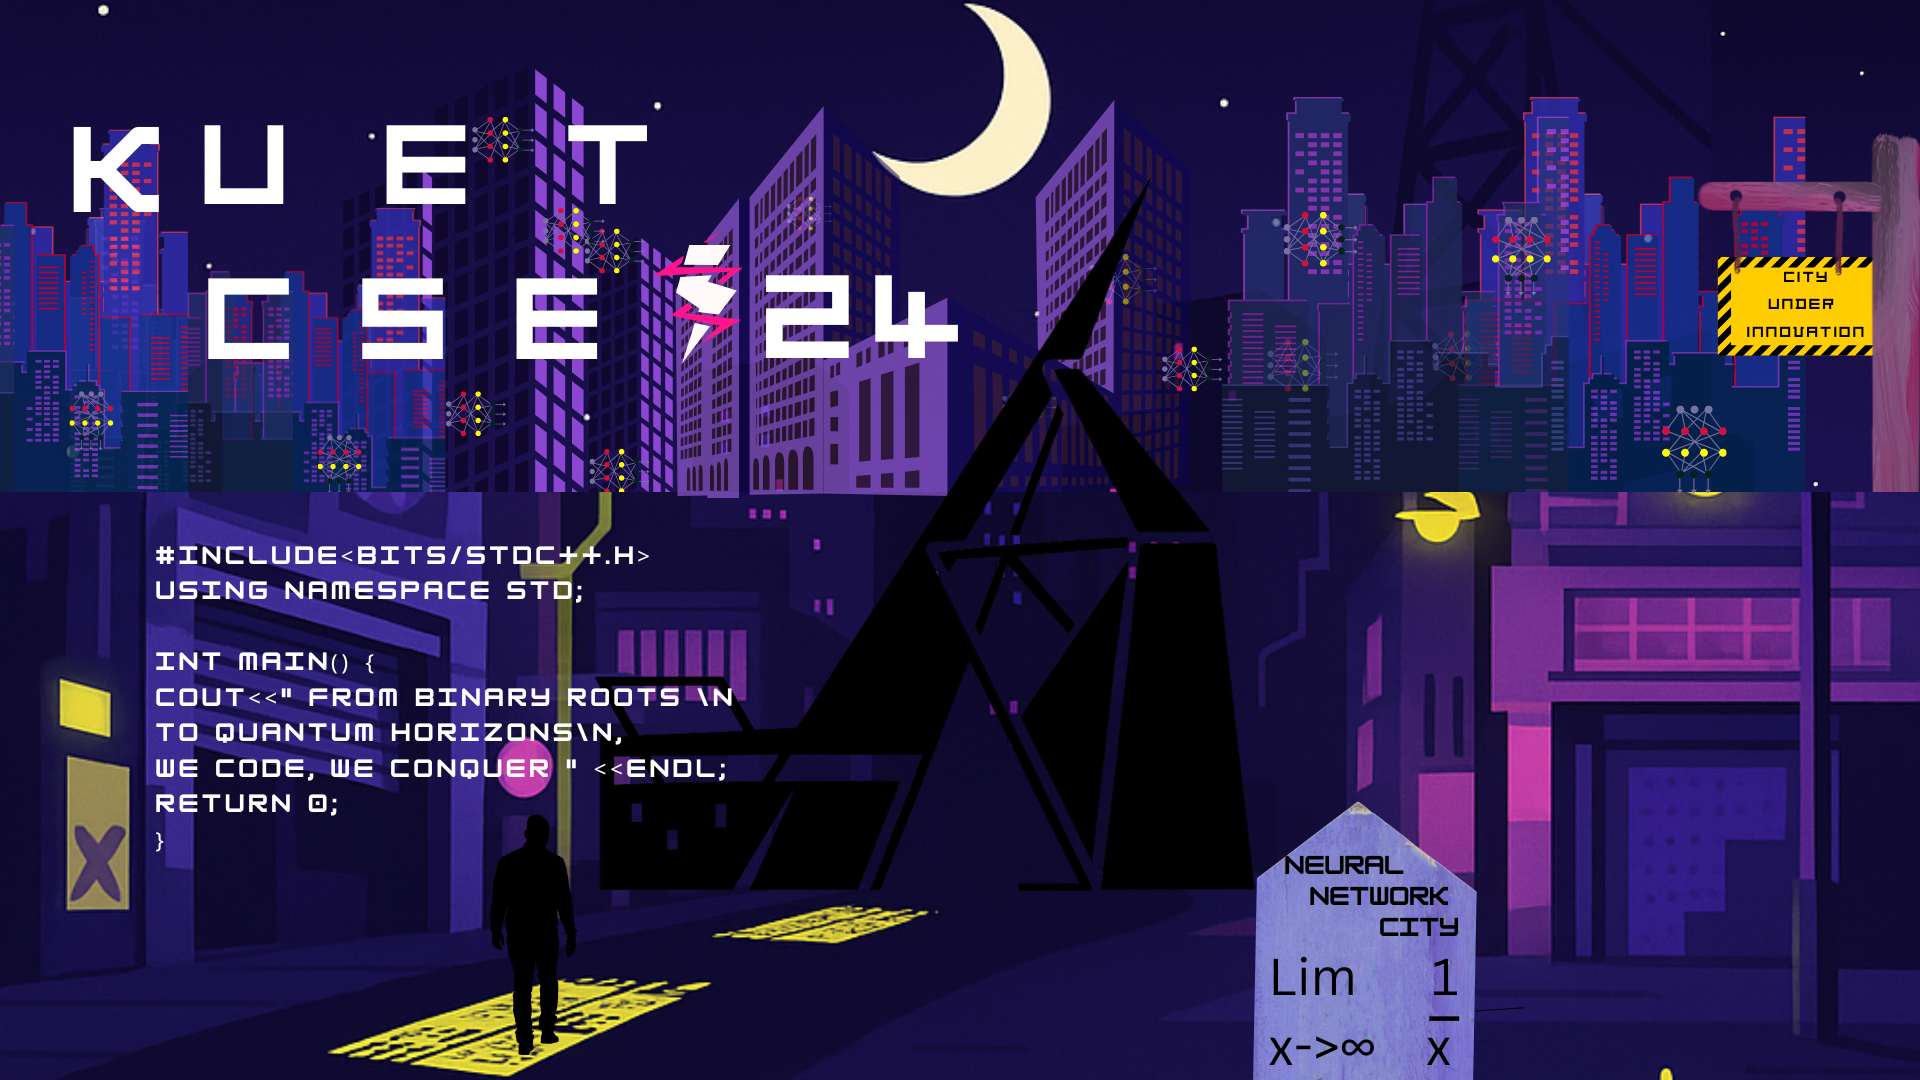 KUET
CSE 24
CITY
UNDER
INNOVATION
#INCLUDE<BITS/STDC++.H>
USING NAMESPACE STD;
INT MAIN() {
COUT<<" FROM BINARY ROOTS \N
TO QUANTUM HORIZONS\N,
WE CODE, WE CONQUER " <<ENDL;
RETURN 0;
}
NEURAL
NETWORK
CITY
Lim 1
x->∞ x